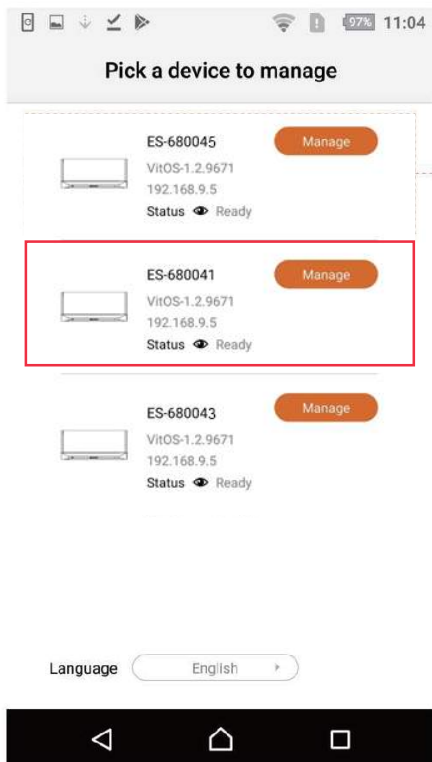 97% 11:04
Pick a device to manage
ES-680045 Manage
VitOS-1.2.9671
192.168.9.5
Status Ready
ES-680041 Manage
VitOS-1.2.9671
192.168.9.5
Status Ready
ES-680043 Manage
VitOS-1.2.9671
192.168.9.5
Status Ready
Language English